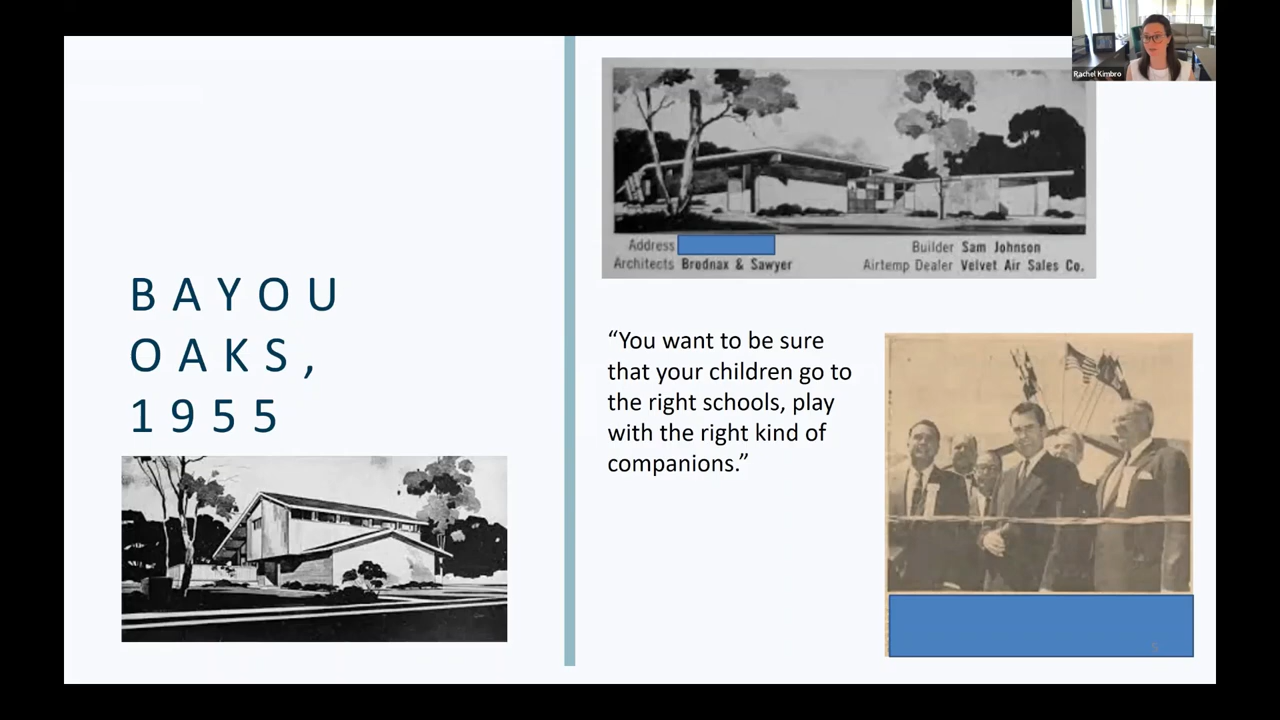 BAYOU
OAKS,
1955
Address
Builder Sam Johnson
Architects Brodnax & Sawyer
Airtemp Dealer Velvet Air Sales Co.
“You want to be sure
that your children go to
the right schools, play
with the right kind of
companions.”
Rachel Kimbro
5